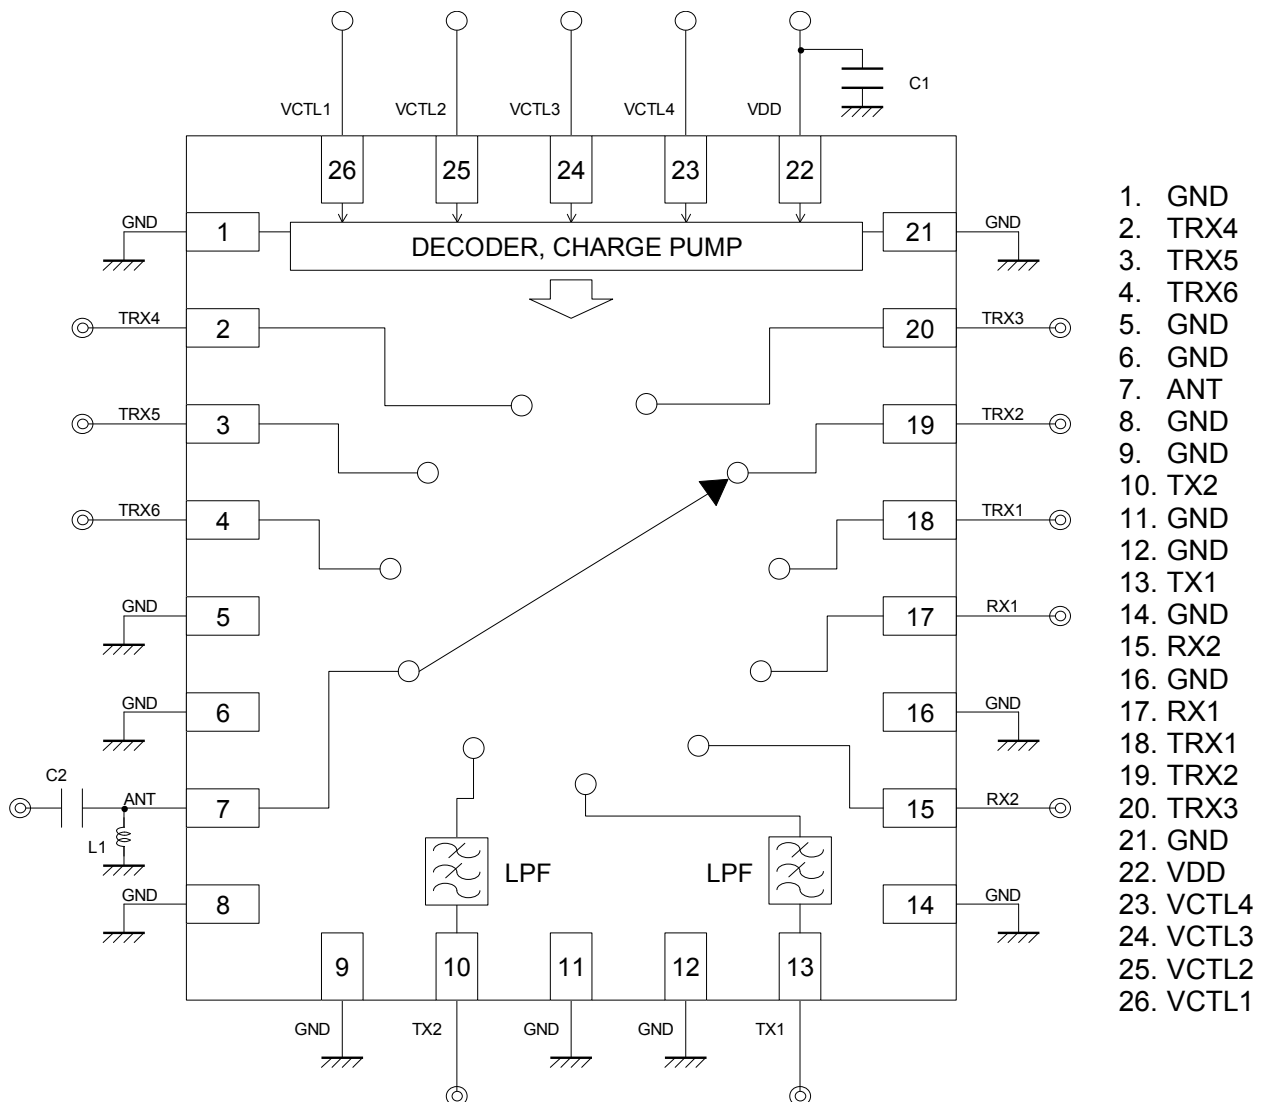 C1
VCTL1 VCTL2 VCTL3 VCTL4 VDD
26 25 24 23 22
GND 1 DECODER, CHARGE PUMP 21 GND
TRX4 2 20 TRX3
TRX5 3 19 TRX2
TRX6 4 18 TRX1
GND 5 17 RX1
GND 6 16 GND
C2 ANT 7 15 RX2
L1
LPF LPF
GND 8 14 GND
9 10 11 12 13
GND TX2 GND GND TX1
1. GND
2. TRX4
3. TRX5
4. TRX6
5. GND
6. GND
7. ANT
8. GND
9. GND
10. TX2
11. GND
12. GND
13. TX1
14. GND
15. RX2
16. GND
17. RX1
18. TRX1
19. TRX2
20. TRX3
21. GND
22. VDD
23. VCTL4
24. VCTL3
25. VCTL2
26. VCTL1